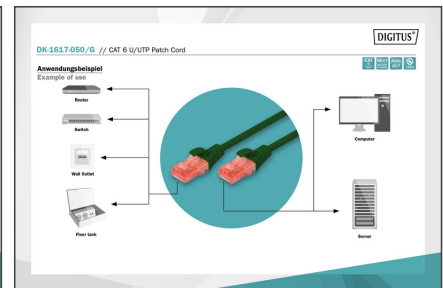 DIGITUS®
DK-1617-050/G // CAT 6 U/UTP Patch Cord
Anwendungsbeispiel
Example of use
Router
Switch
Wall Outlet
Floor tank
Computer
Server